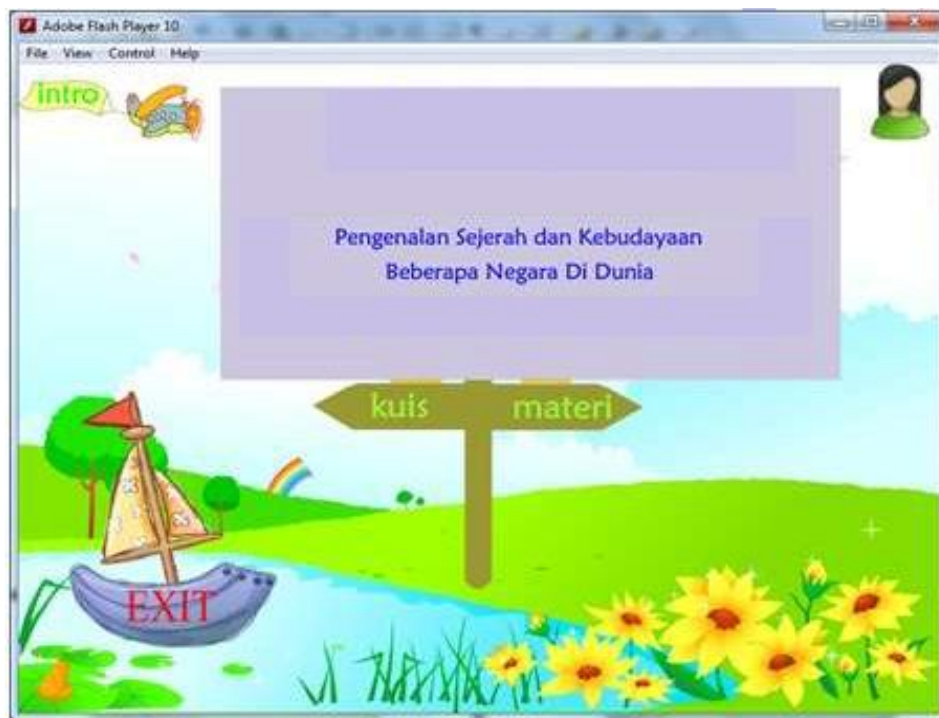 Adobe Flash Player 10
File View Control Help
intro
Pengenalan Sejerah dan Kebudayaan
Beberapa Negara Di Dunia
kuis materi
EXIT